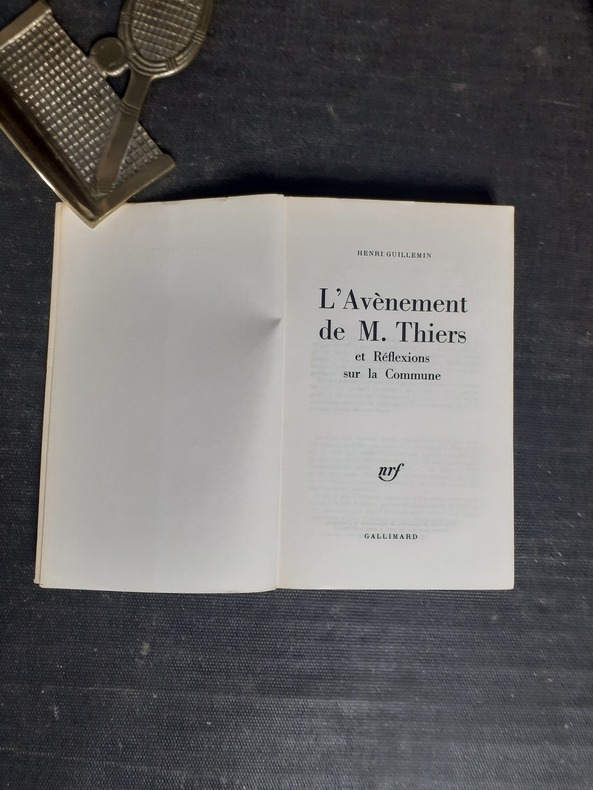 HENRI GUILLEMIN
L'Avènement
de M. Thiers
et Réflexions
sur la Commune
nrf
GALLIMARD